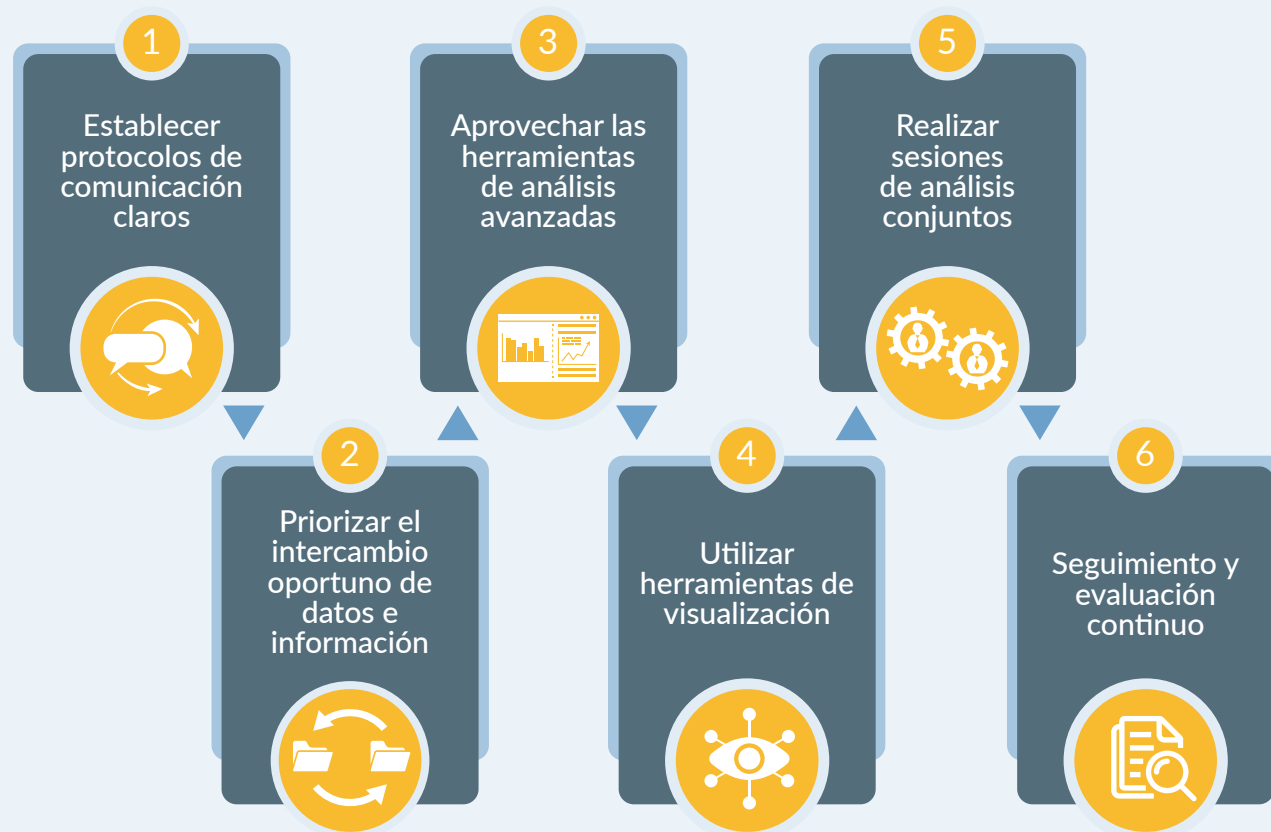 1
Establecer
protocolos de
comunicación
claros
2
Priorizar el
intercambio
oportuno de
datos e
información
3
Aprovechar las
herramientas
de análisis
avanzadas
4
Utilizar
herramientas de
visualización
5
Realizar
sesiones
de análisis
conjuntos
6
Seguimiento y
evaluación
continuo